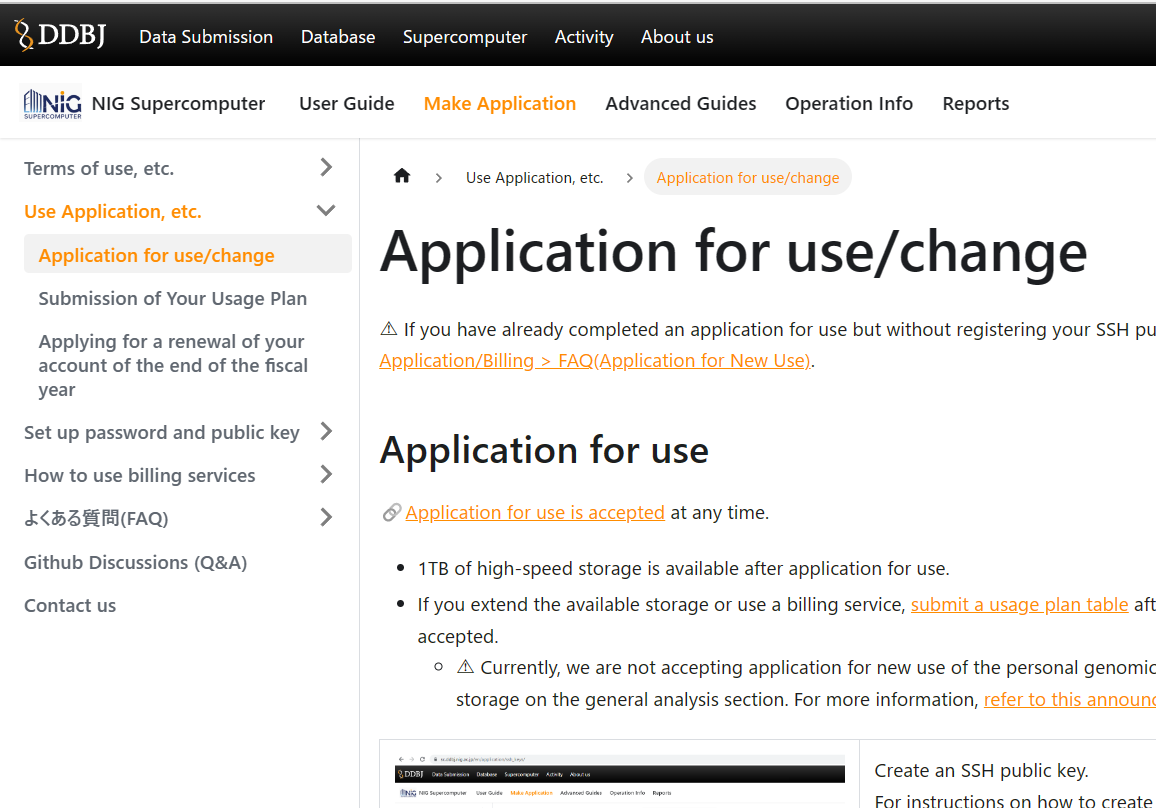 DDBJ Data Submission Database Supercomputer Activity About us
NIG SUPERCOMPUTER NIG Supercomputer User Guide Make Application Advanced Guides Operation Info Reports
Terms of use, etc.
Use Application, etc.
Application for use/change
Submission of Your Usage Plan
Applying for a renewal of your
account of the end of the fiscal
year
Set up password and public key
How to use billing services
よくある質問(FAQ)
Github Discussions (Q&A)
Contact us
Use Application, etc. Application for use/change
Application for use/change
⚠ If you have already completed an application for use but without registering your SSH pu
Application/Billing > FAQ(Application for New Use).
Application for use
🔗 Application for use is accepted at any time.
• 1TB of high-speed storage is available after application for use.
• If you extend the available storage or use a billing service, submit a usage plan table aft
accepted.
⚠ Currently, we are not accepting application for new use of the personal genomic
storage on the general analysis section. For more information, refer to this announc
DDBJ Data Submission Database Supercomputer Activity About us
NIG NIG Supercomputer User Guide Make Application Advanced Guides Operation Info Reports
Create an SSH public key.
For instructions on how to create